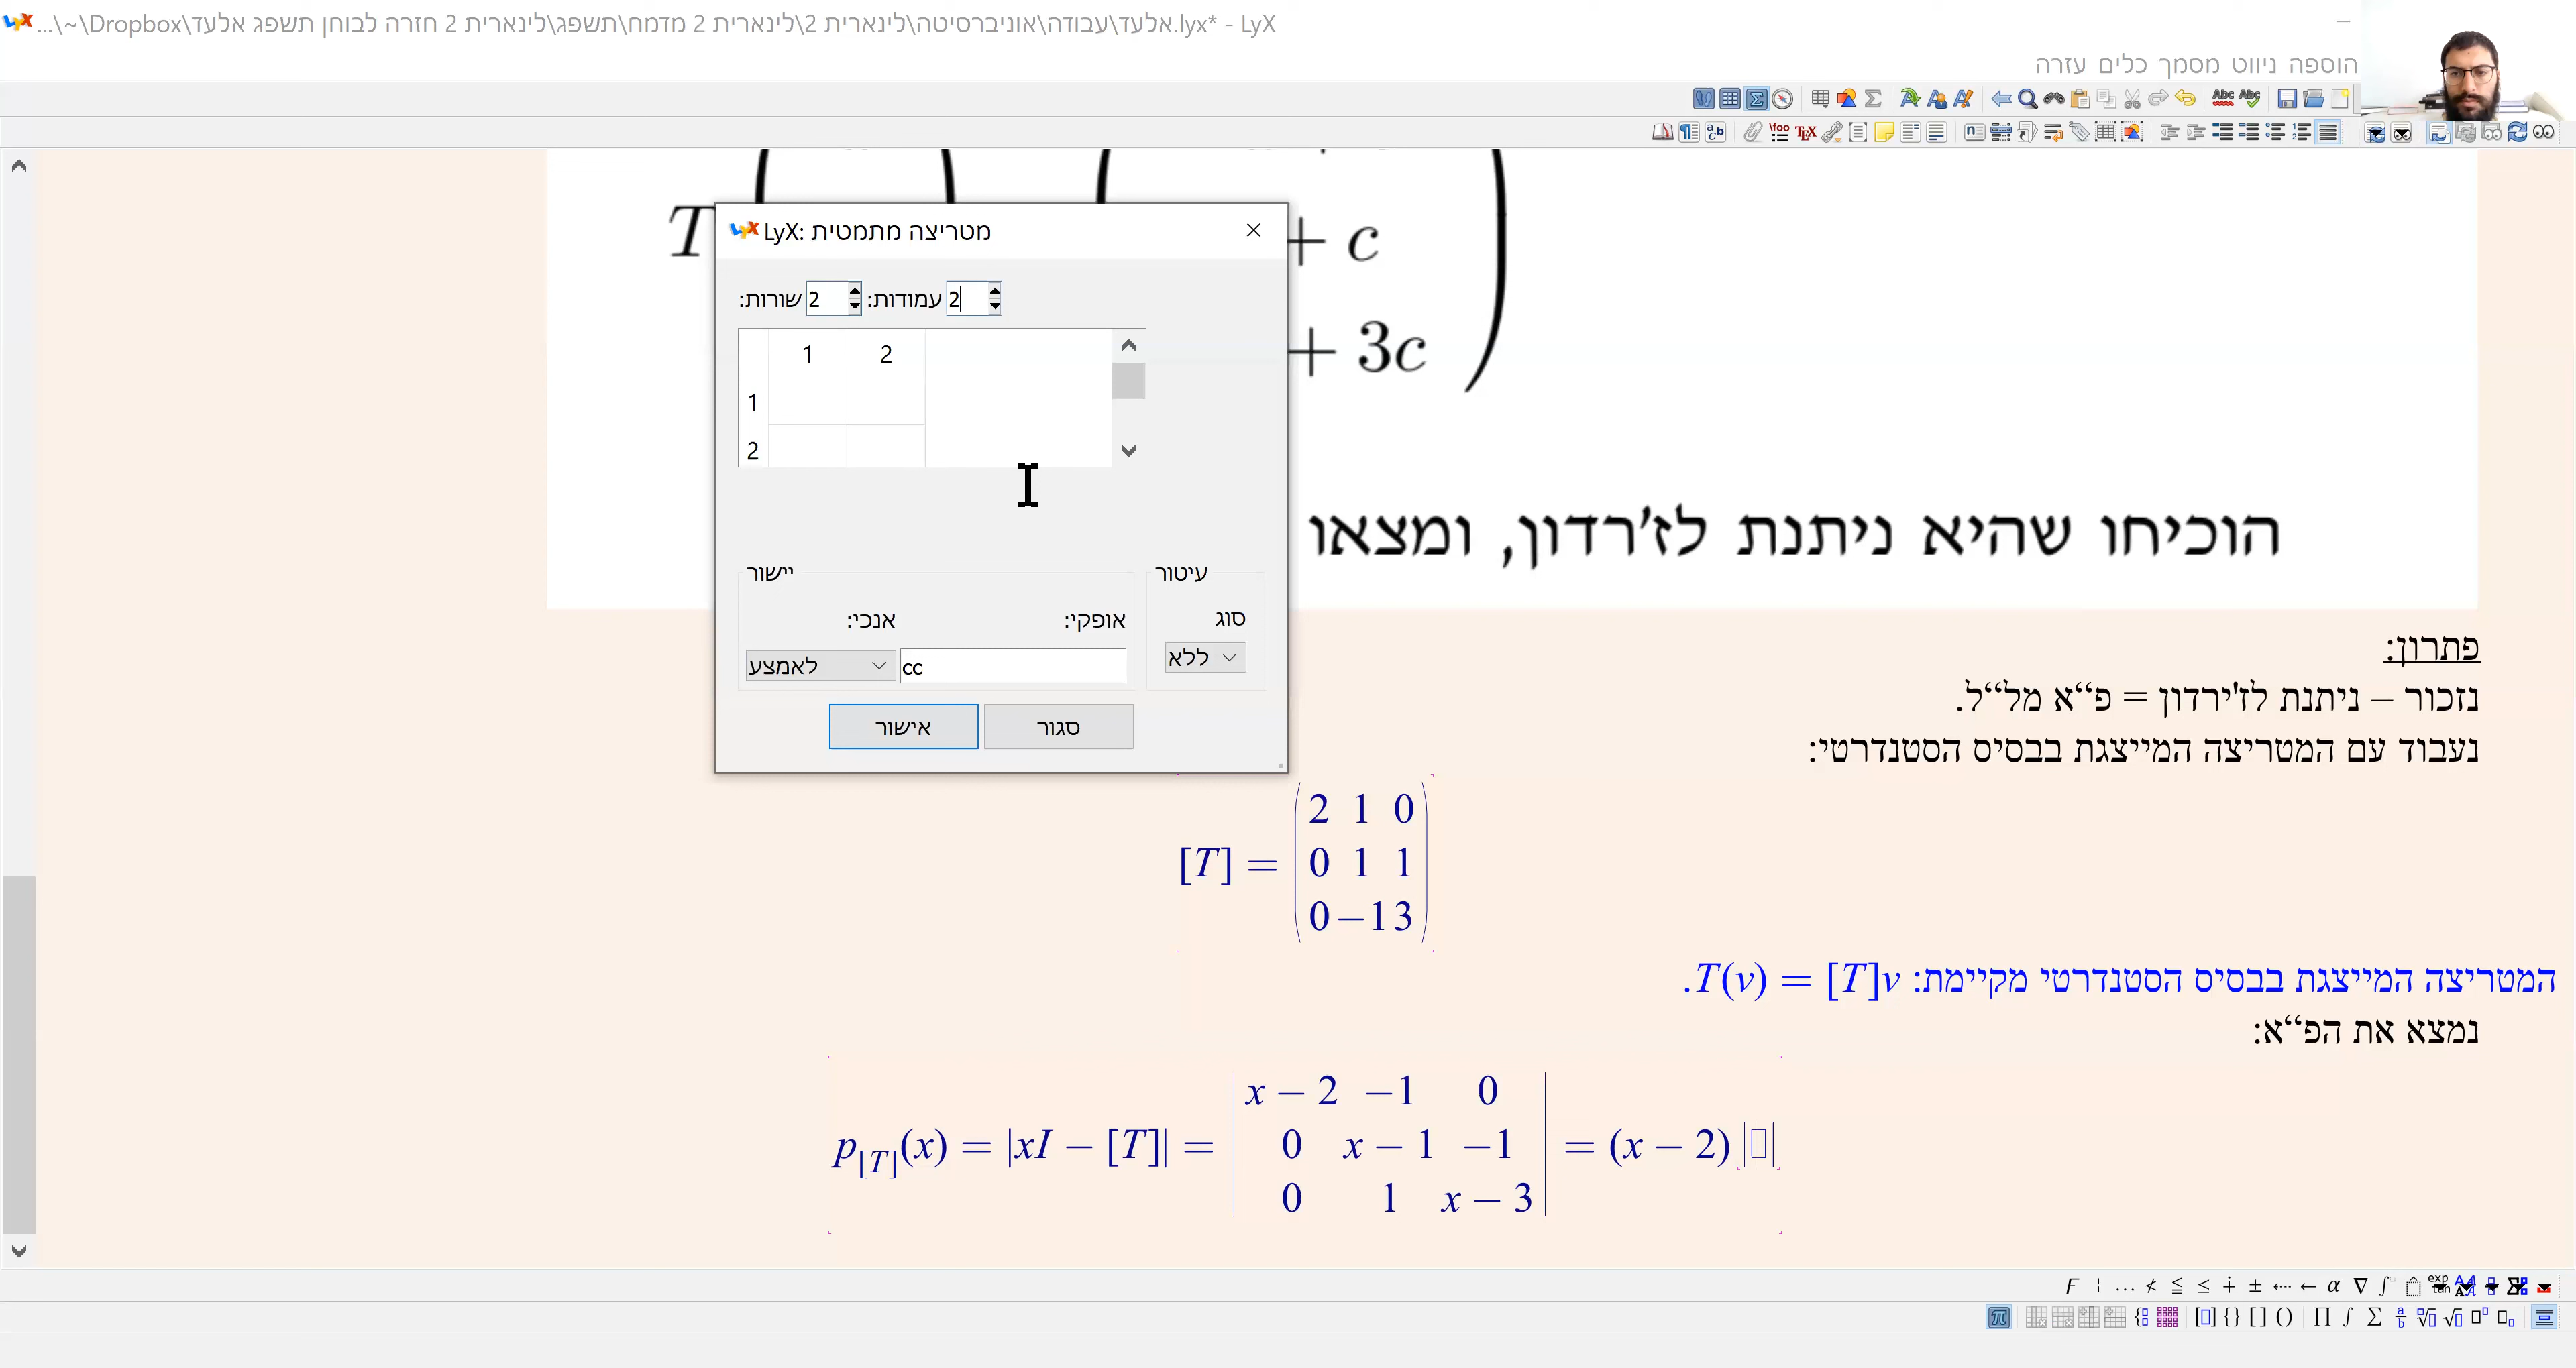 ...\~\Dropbox\אלעד\עבודה\אוניברסיטה\לינארית 2\לינארית 2 מדמח\תשפג\לינארית 2 חזרה לבוחן תשפג אלעד.lyx* - LyX
הוספה ניווט מסמך כלים עזרה
T
+ c
+ 3c
LyX: מטריצה מתמטית
שורות: 2 עמודות: 2
1 2
1
2
יישור
עיטור
אנכי:
אופקי:
סוג
לאמצע
cc
ללא
אישור
סגור
הוכיחו שהיא ניתנת לז'רדון, ומצאו
פתרון:
נזכור – ניתנת לז'ירדון = פ“א מל“ל.
נעבוד עם המטריצה המייצגת בבסיס הסטנדרטי:
[T] = (2 1 0
0 1 1
0 −1 3)
המטריצה המייצגת בבסיס הסטנדרטי מקיימת: T(v) = [T]v.
נמצא את הפ“א:
p_[T](x) = |xI − [T]| = |x − 2 −1 0
0 x − 1 −1
0 1 x − 3| = (x − 2) |▯|